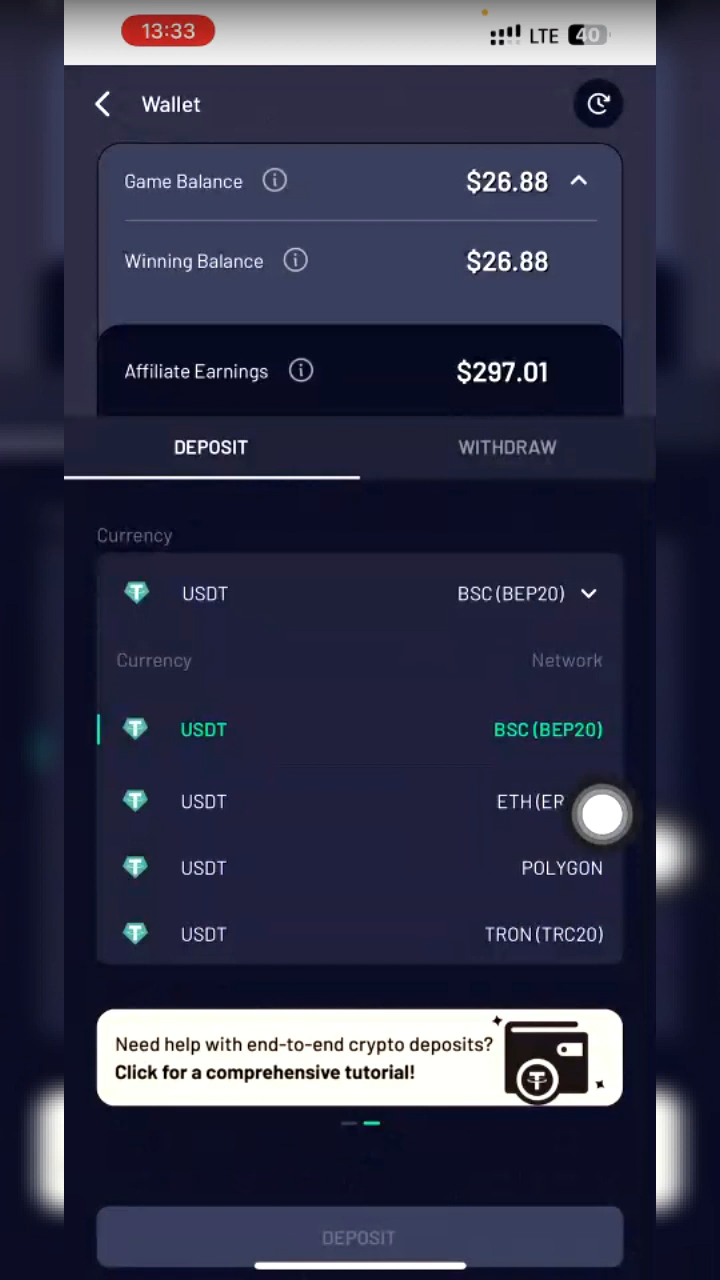 13:33
LTE 40
Wallet
Game Balance $26.88
Winning Balance $26.88
Affiliate Earnings $297.01
DEPOSIT WITHDRAW
Currency
USDT BSC (BEP20)
Currency Network
USDT BSC (BEP20)
USDT ETH (ER
USDT POLYGON
USDT TRON (TRC20)
Need help with end-to-end crypto deposits?
Click for a comprehensive tutorial!
DEPOSIT